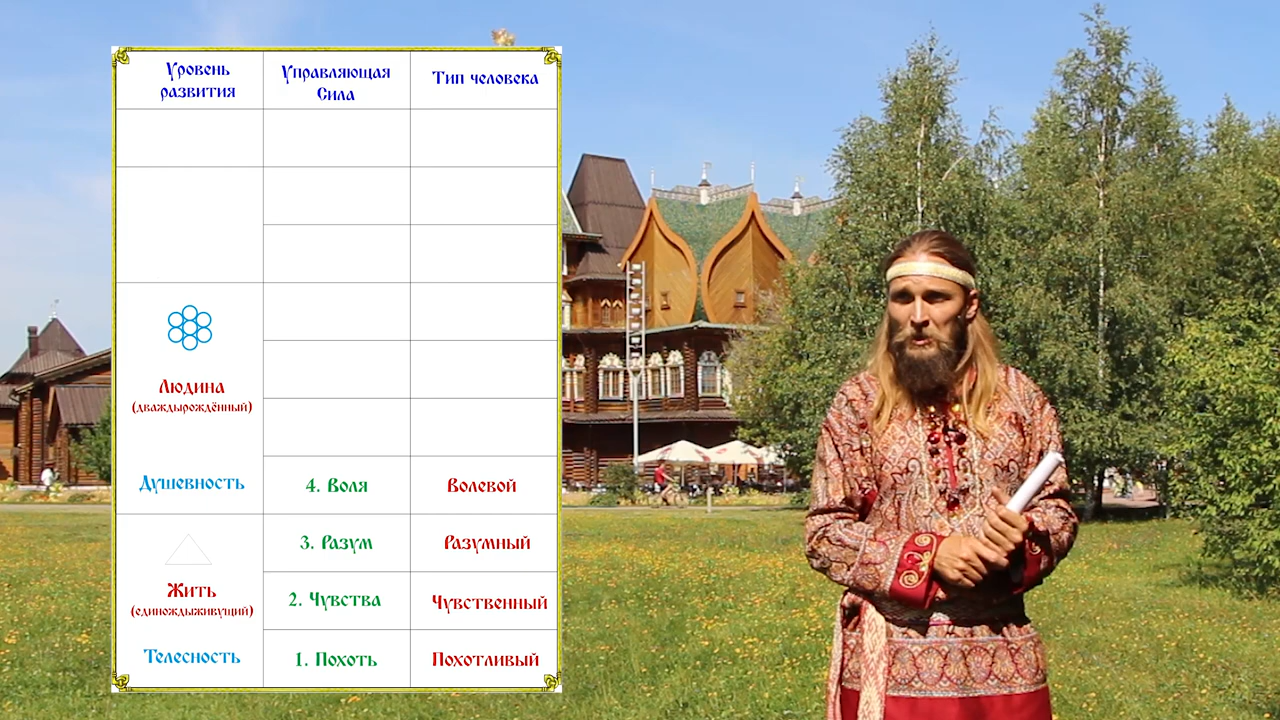 Уровень развития
Управляющая Сила
Тип человека
Людина
(дваждырождённый)
Душевность
4. Воля
Волевой
3. Разум
Разумный
Жить
(единождыживущий)
2. Чувства
Чувственный
Телесность
1. Похоть
Похотливый